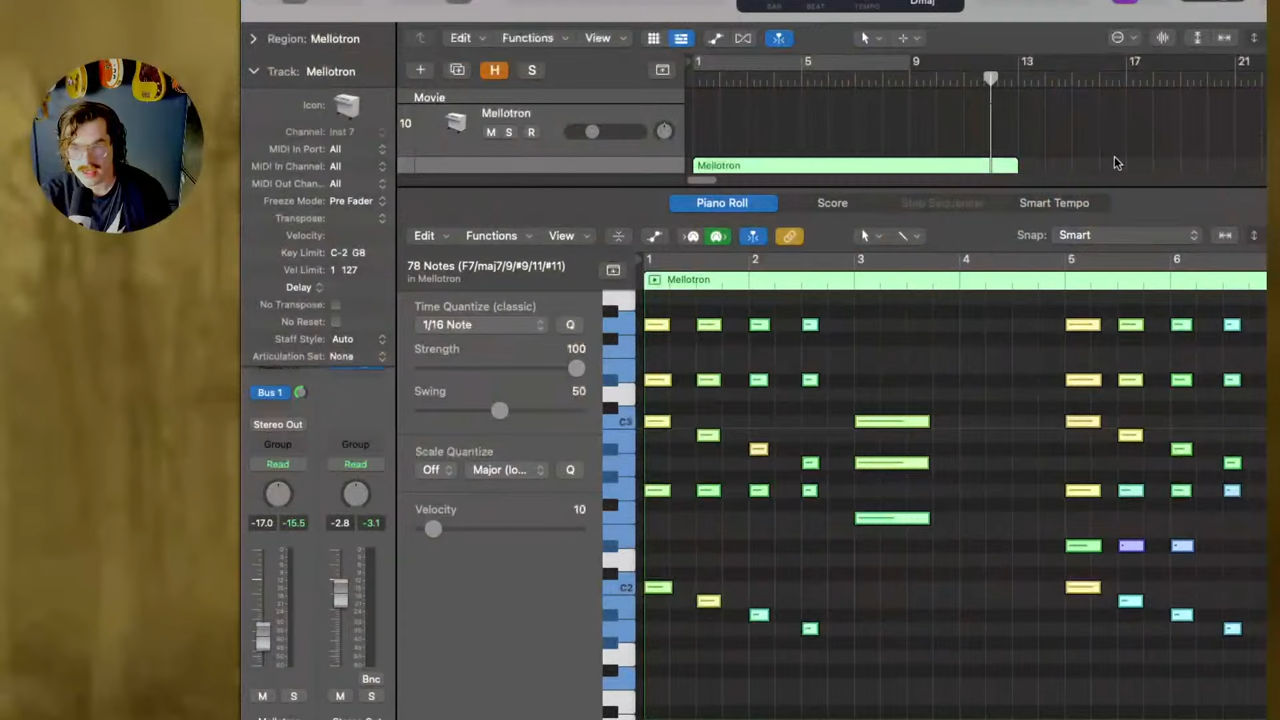 BAR BEAT TEMPO
Dmaj
Region: Mellotron
Track: Mellotron
Icon:
Channel: Inst 7
MIDI In Port: All
MIDI In Channel: All
MIDI Out Chan... All
Freeze Mode: Pre Fader
Transpose:
Velocity:
Key Limit: C-2 G8
Vel Limit: 1 127
Delay
No Transpose:
No Reset:
Staff Style: Auto
Articulation Set: None
Bus 1
Stereo Out
Group Group
Read Read
-17.0 -15.5 -2.8 -3.1
Bnc
M S M S
Edit Functions View
H S
1 5 9 13 17 21
Movie
10 Mellotron
M S R
Mellotron
Piano Roll Score Step Sequencer Smart Tempo
Edit Functions View Snap: Smart
78 Notes (F7/maj7/9/#9/11/#11)
in Mellotron
1 2 3 4 5 6
Mellotron
Time Quantize (classic)
1/16 Note Q
Strength 100
Swing 50
Scale Quantize
Off Major (lo... Q
Velocity 10
C3
C2